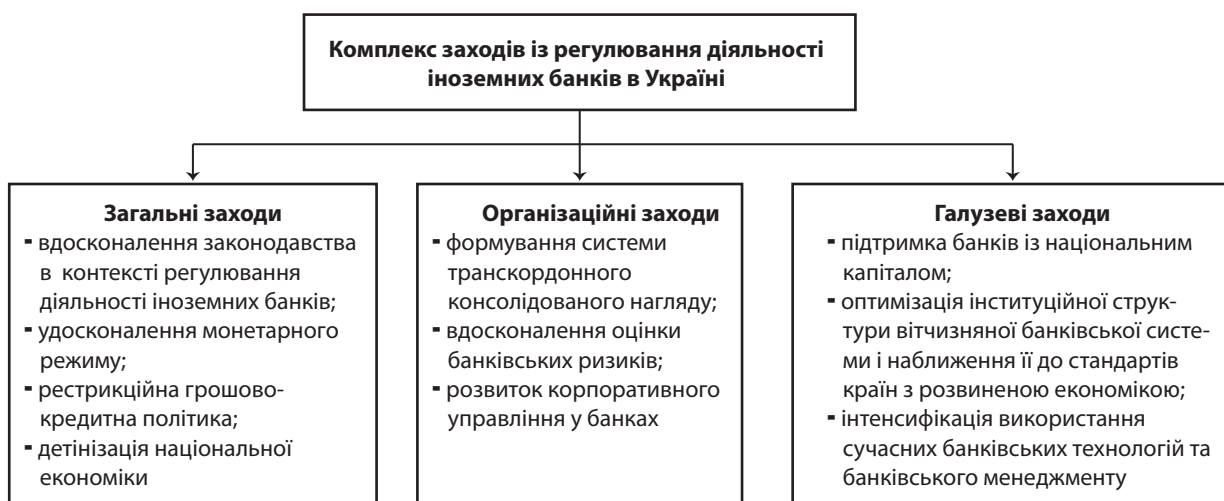 Комплекс заходів із регулювання діяльності
іноземних банків в Україні
Загальні заходи
- вдосконалення законодавства
в контексті регулювання
діяльності іноземних банків;
- удосконалення монетарного
режиму;
- рестрикційна грошово-
кредитна політика;
- детінізація національної
економіки
Організаційні заходи
- формування системи
транскордонного
консолідованого нагляду;
- вдосконалення оцінки
банківських ризиків;
- розвиток корпоративного
управління у банках
Галузеві заходи
- підтримка банків із національним
капіталом;
- оптимізація інституційної струк-
тури вітчизняної банківської систе-
ми і наближення її до стандартів
країн з розвиненою економікою;
- інтенсифікація використання
сучасних банківських технологій та
банківського менеджменту